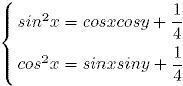 sin²x = cosxcosy + 1/4
cos²x = sinxsiny + 1/4